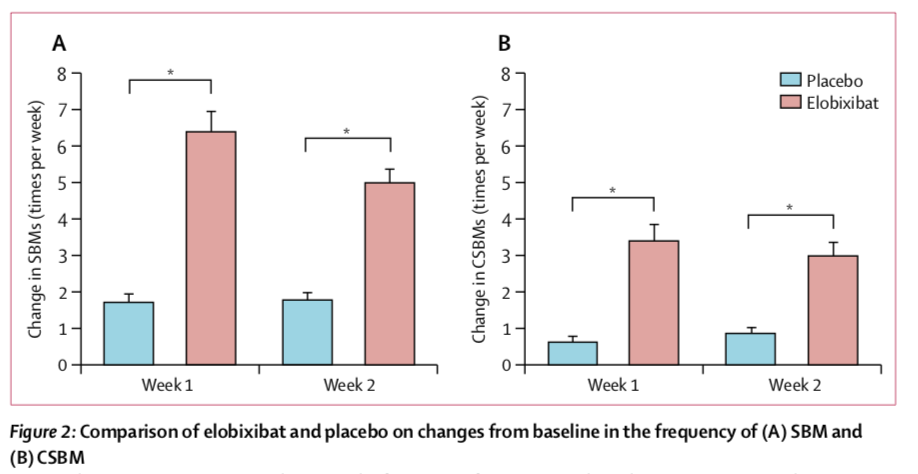 A
B
8
7
6
5
4
3
2
1
0
Change in SBMs (times per week)
*
*
Week 1
Week 2
8
7
6
5
4
3
2
1
0
Change in CSBMs (times per week)
*
*
Week 1
Week 2
Placebo
Elobixibat
Figure 2: Comparison of elobixibat and placebo on changes from baseline in the frequency of (A) SBM and
(B) CSBM